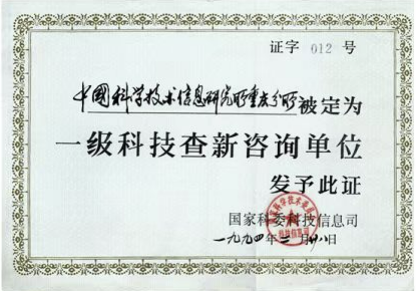 证字 012 号
中国科学技术信息研究所重庆分所被定为
一级科技查新咨询单位
发予此证
国家科委科技信息司
一九九四年三月廿八日